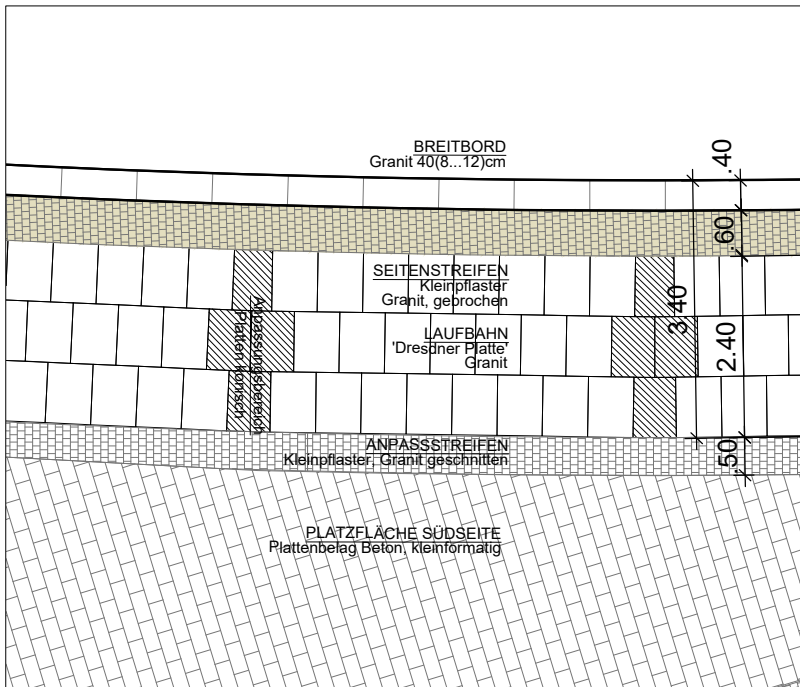 BREITBORD
Granit 40(8...12)cm
.40
.60
SEITENSTREIFEN
Kleinpflaster
Granit, gebrochen
3.40
LAUFBAHN
'Dresdner Platte'
Granit
2.40
Anpassungsbereich
Platten konisch
ANPASSSTREIFEN
Kleinpflaster, Granit geschnitten
.50
PLATZFLÄCHE SÜDSEITE
Plattenbelag Beton, kleinformatig